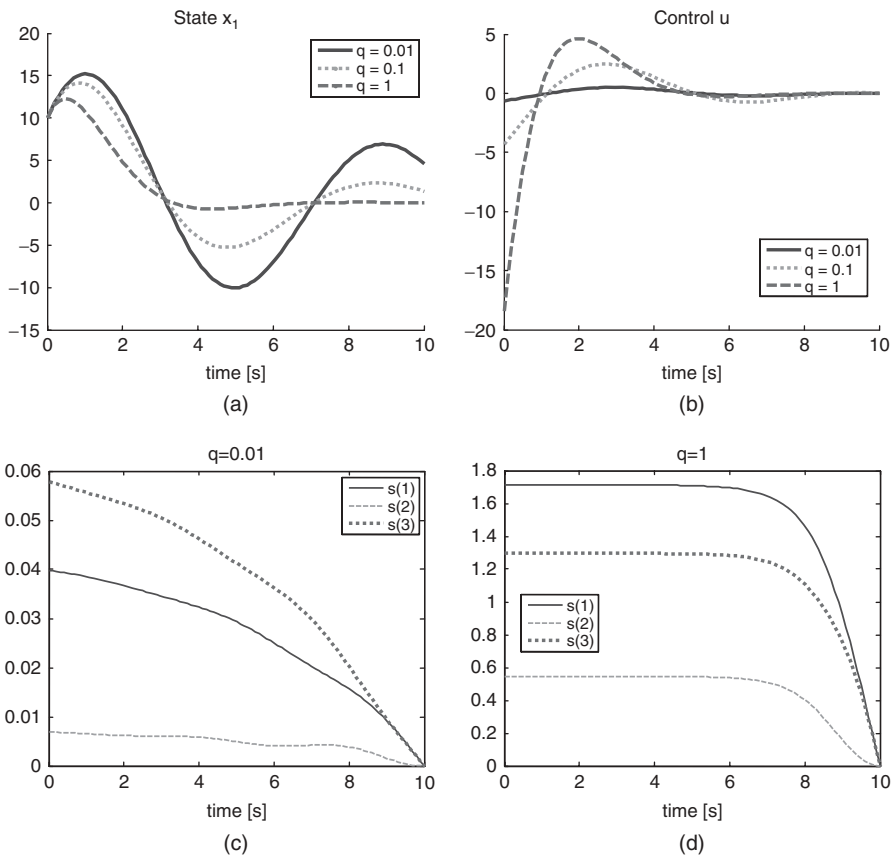 State x₁
20
15
10
5
0
−5
−10
−15
0
2
4
6
8
10
q = 0.01
q = 0.1
q = 1
time [s]
(a)
Control u
5
0
−5
−10
−15
−20
0
2
4
6
8
10
q = 0.01
q = 0.1
q = 1
time [s]
(b)
q=0.01
0.06
0.05
0.04
0.03
0.02
0.01
0
0
2
4
6
8
10
s(1)
s(2)
s(3)
time [s]
(c)
q=1
1.8
1.6
1.4
1.2
1
0.8
0.6
0.4
0.2
0
0
2
4
6
8
10
s(1)
s(2)
s(3)
time [s]
(d)